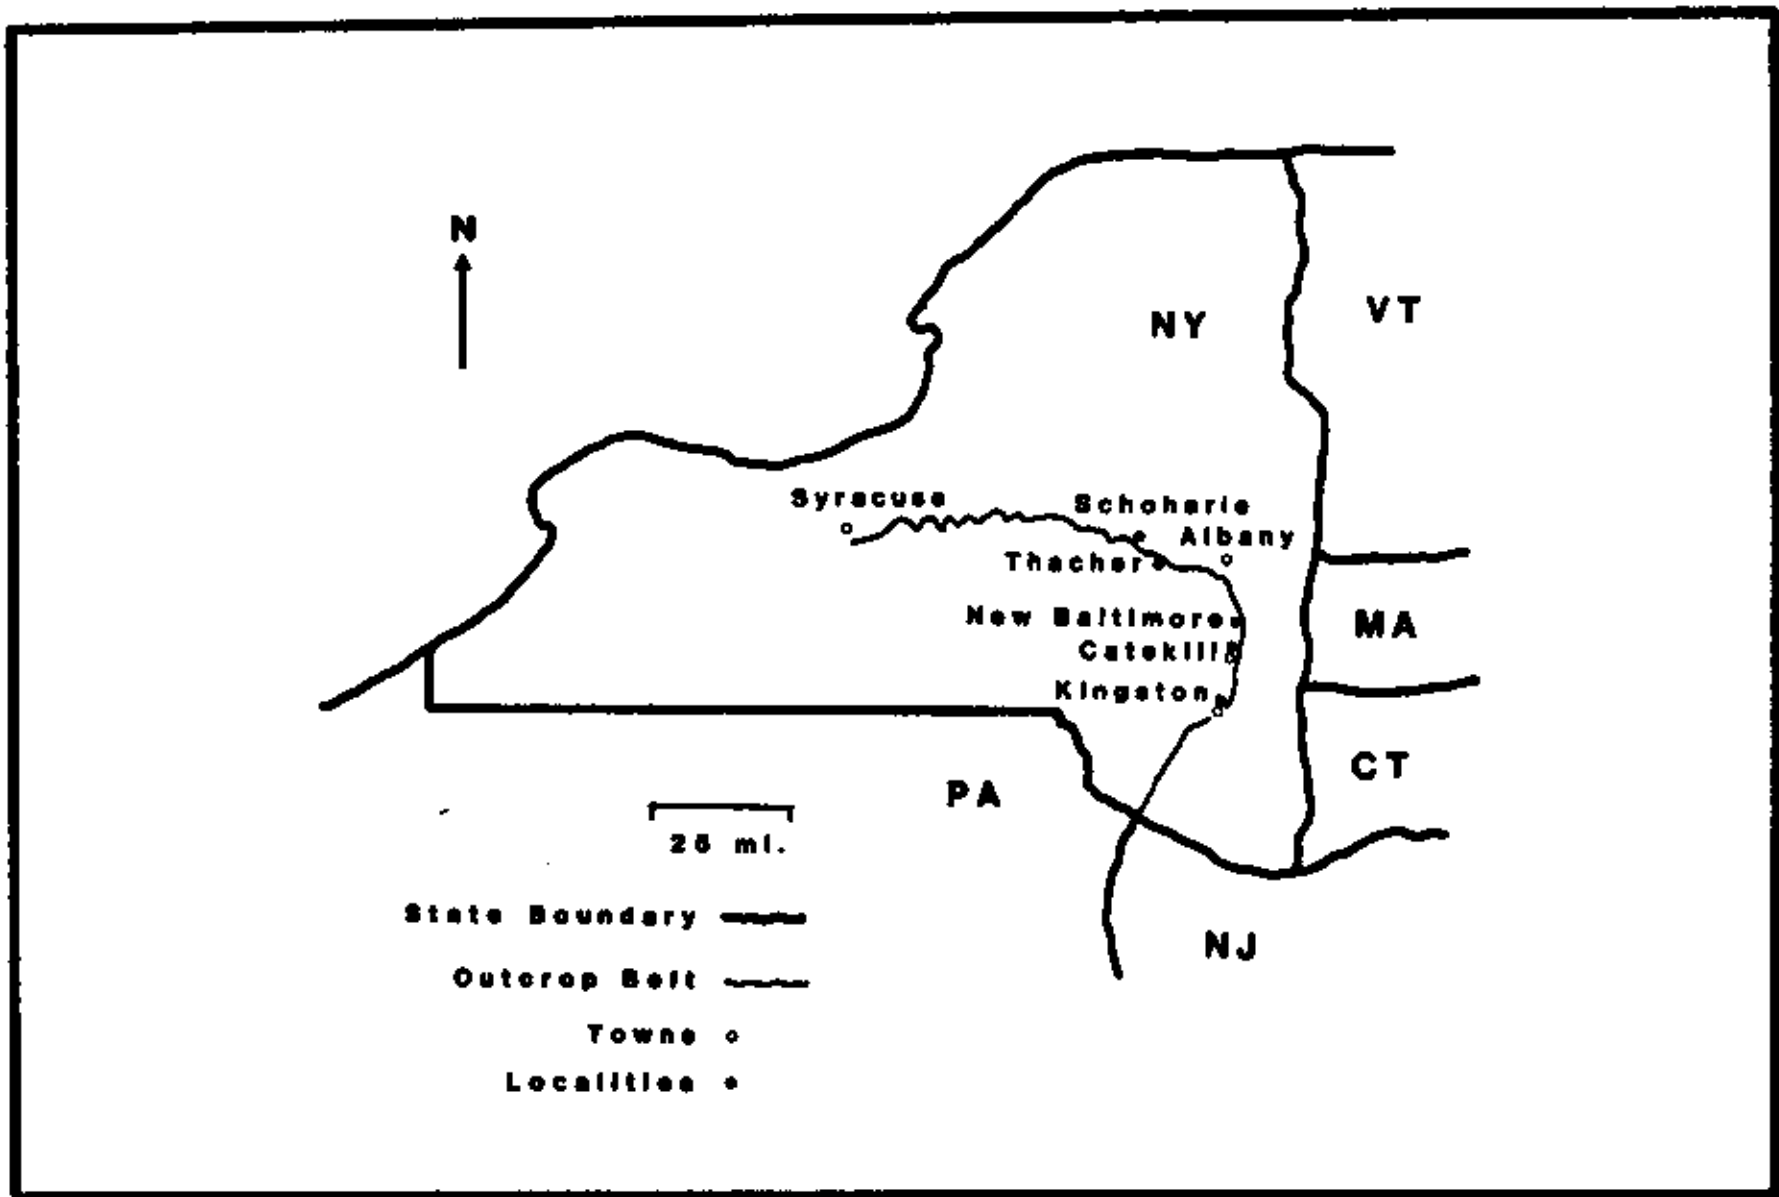 N
NY
VT
Syracuse
Schoharie
Albany
Thacher
New Baltimore
MA
Catskill
Kingston
CT
PA
25 mi.
State Boundary
NJ
Outcrop Belt
Towns
Localities